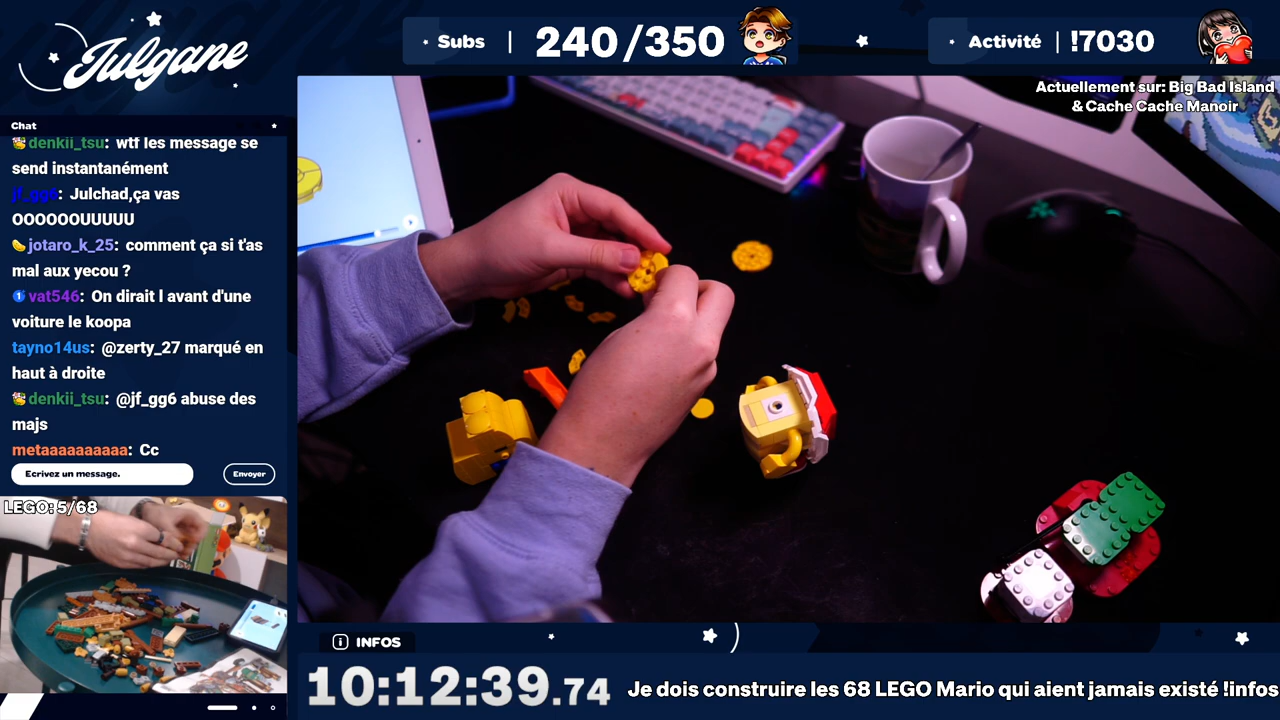 Julgane
Subs | 240/350
Activité | !7030
Actuellement sur: Big Bad Island
& Cache Cache Manoir
Chat
denkii_tsu: wtf les message se
send instantanément
jf_gg6: Julchad,ça vas
OOOOOOUUUUU
jotaro_k_25: comment ça si t'as
mal aux yecou ?
1 vat546: On dirait l avant d'une
voiture le koopa
tayno14us: @zerty_27 marqué en
haut à droite
denkii_tsu: @jf_gg6 abuse des
majs
metaaaaaaaaaa: Cc
Ecrivez un message.
Envoyer
LEGO: 5/68
i INFOS
10:12:39.74
Je dois construire les 68 LEGO Mario qui aient jamais existé !infos